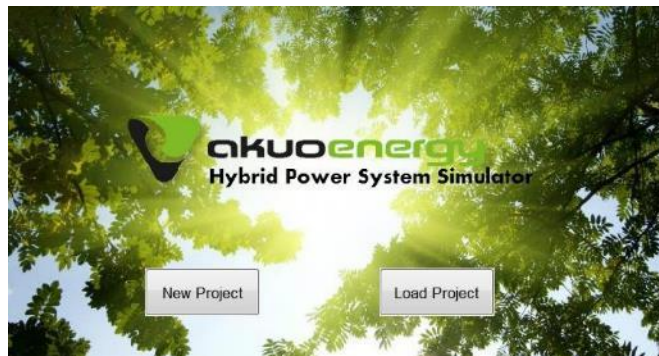 akuoenergy
Hybrid Power System Simulator
New Project
Load Project